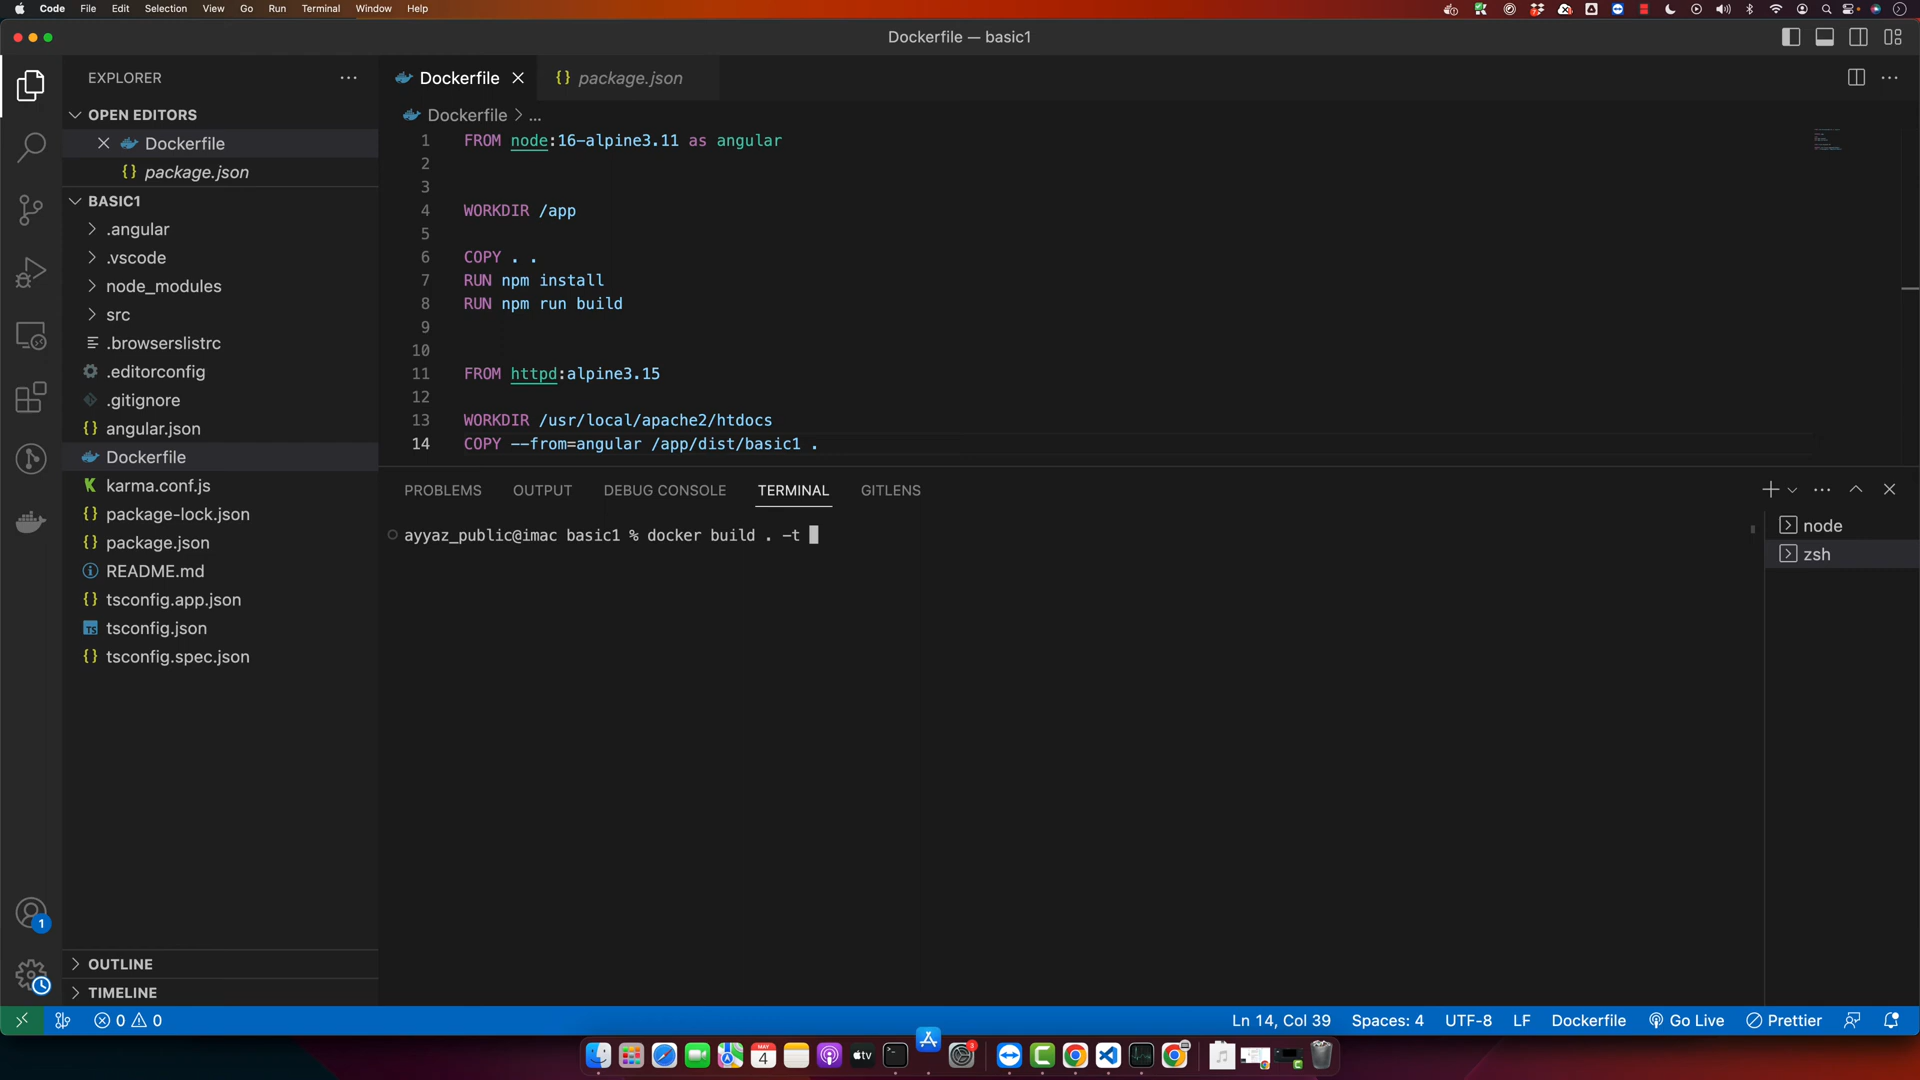 Code File Edit Selection View Go Run Terminal Window Help
Dockerfile — basic1
EXPLORER
OPEN EDITORS
Dockerfile
package.json
BASIC1
.angular
.vscode
node_modules
src
.browserslistrc
.editorconfig
.gitignore
angular.json
Dockerfile
karma.conf.js
package-lock.json
package.json
README.md
tsconfig.app.json
tsconfig.json
tsconfig.spec.json
OUTLINE
TIMELINE
Dockerfile package.json
Dockerfile > ...
1 FROM node:16-alpine3.11 as angular
2
3
4 WORKDIR /app
5
6 COPY . .
7 RUN npm install
8 RUN npm run build
9
10
11 FROM httpd:alpine3.15
12
13 WORKDIR /usr/local/apache2/htdocs
14 COPY --from=angular /app/dist/basic1 .
PROBLEMS OUTPUT DEBUG CONSOLE TERMINAL GITLENS
ayyaz_public@imac basic1 % docker build . -t
node
zsh
1
0 0 Ln 14, Col 39 Spaces: 4 UTF-8 LF Dockerfile Go Live Prettier
MAY
4
tv
3